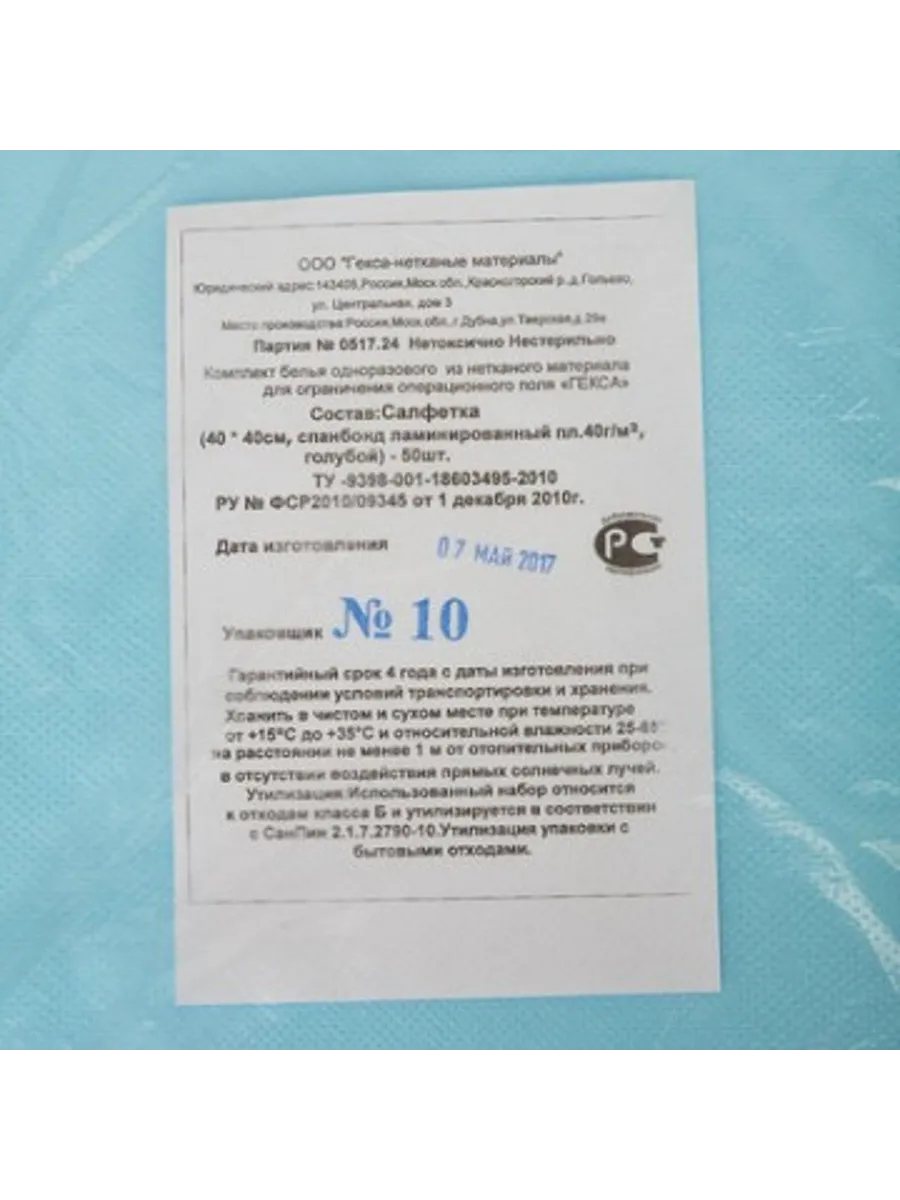 ООО "Гекса-нетканые материалы"
Юридический адрес:143405,Россия,Моск.обл.,Красногорский р.,д.Гольево,
ул. Центральная, дом 3
Место производства:Россия,Моск.обл.,г.Дубна,ул.Тверская,д.
Партия № 0517.24 Нетоксично Нестерильно
Комплект белья одноразового из нетканого материала
для ограничения операционного поля «ГЕКСА»
Состав:Салфетка
(40 * 40см, спанбонд ламинированный пл.40г/м²,
голубой) - 50шт.
ТУ -9398-001-18603495-2010
РУ № ФСР2010/09345 от 1 декабря 2010г.
Дата изготовления 07 МАЙ 2017
РСТ
Упаковщик № 10
Гарантийный срок 4 года с даты изготовления при
соблюдении условий транспортировки и хранения.
Хранить в чистом и сухом месте при температуре
от +15°С до +35°С и относительной влажности
на расстоянии не менее 1 м от отопительных приборо
в отсутствии воздействия прямых солнечных лучей.
Утилизация:Использованный набор относится
к отходам класса Б и утилизируется в соответствии
с СанПин 2.1.7.2790-10.Утилизация упаковки с
бытовыми отходами.